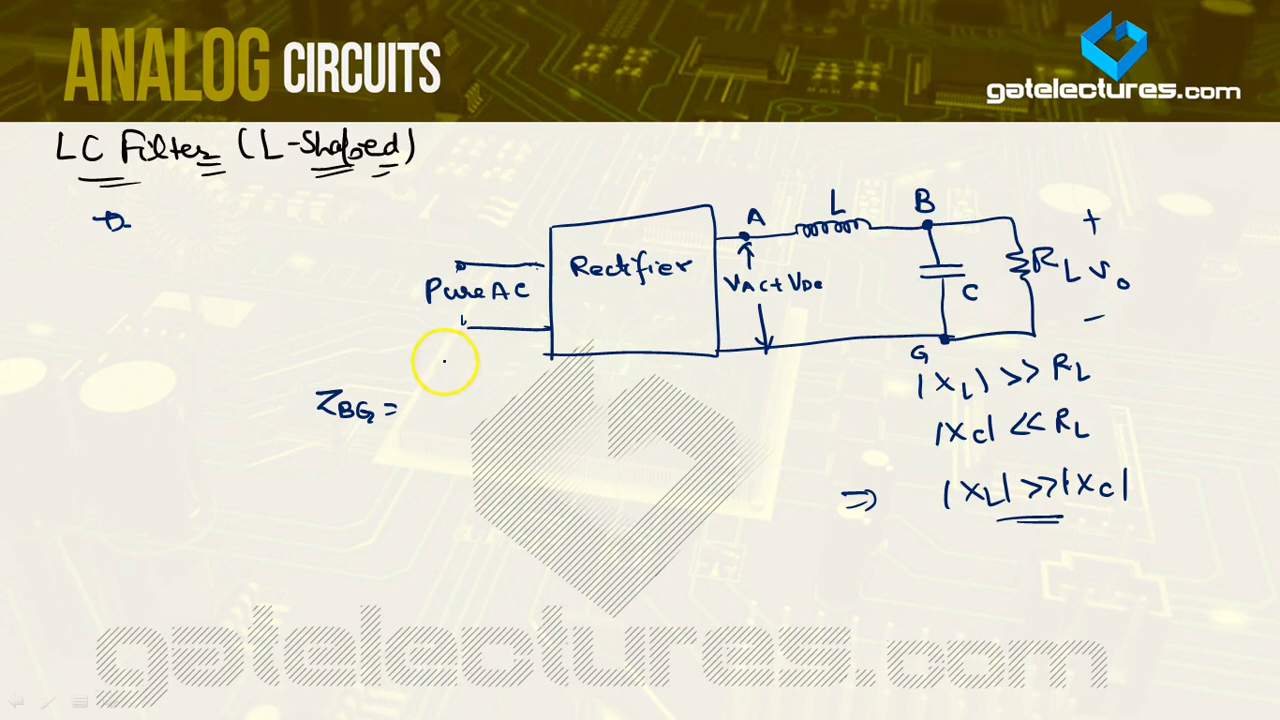 ANALOG CIRCUITS
gatelectures.com
LC Filter (L-Shaped)
A
L
B
Rectifier
Pure AC
VAC+VDC
C
RL
+
Vo
-
G
|XL| >> RL
ZBG =
|XC| << RL
⇒ |XL| >> |XC|
gatelectures.com